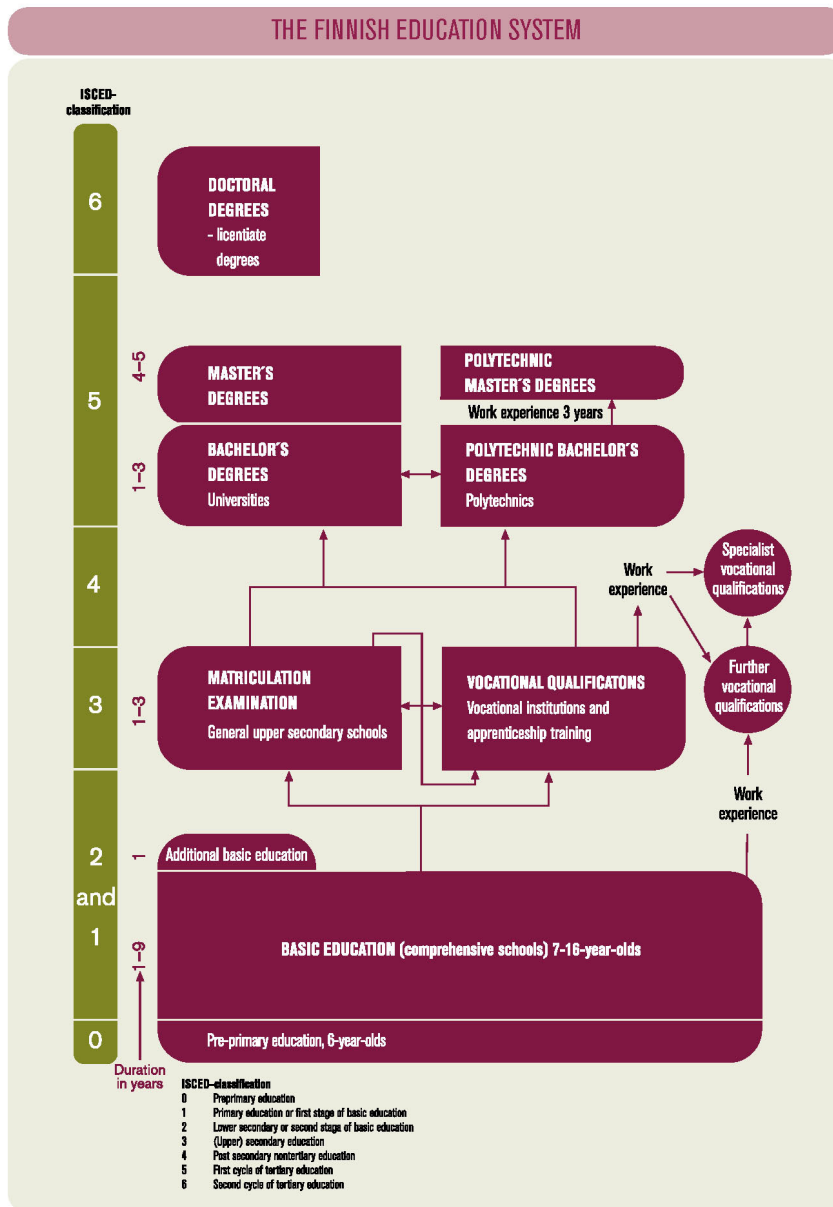 THE FINNISH EDUCATION SYSTEM
ISCED-
classification
6
DOCTORAL
DEGREES
- licentiate
degrees
5
4–5
MASTER´S
DEGREES
POLYTECHNIC
MASTER´S DEGREES
Work experience 3 years
1–3
BACHELOR´S
DEGREES
Universities
POLYTECHNIC BACHELOR´S
DEGREES
Polytechnics
4
Work
experience
Specialist
vocational
qualifications
3
1–3
MATRICULATION
EXAMINATION
General upper secondary schools
VOCATIONAL QUALIFICATONS
Vocational institutions and
apprenticeship training
Further
vocational
qualifications
Work
experience
2
and
1
1
Additional basic education
1–9
BASIC EDUCATION (comprehensive schools) 7-16-year-olds
0
Pre-primary education, 6-year-olds
Duration
in years
ISCED–classification
0 Preprimary education
1 Primary education or first stage of basic education
2 Lower secondary or second stage of basic education
3 (Upper) secondary education
4 Post secondary nontertiary education
5 First cycle of tertiary education
6 Second cycle of tertiary education